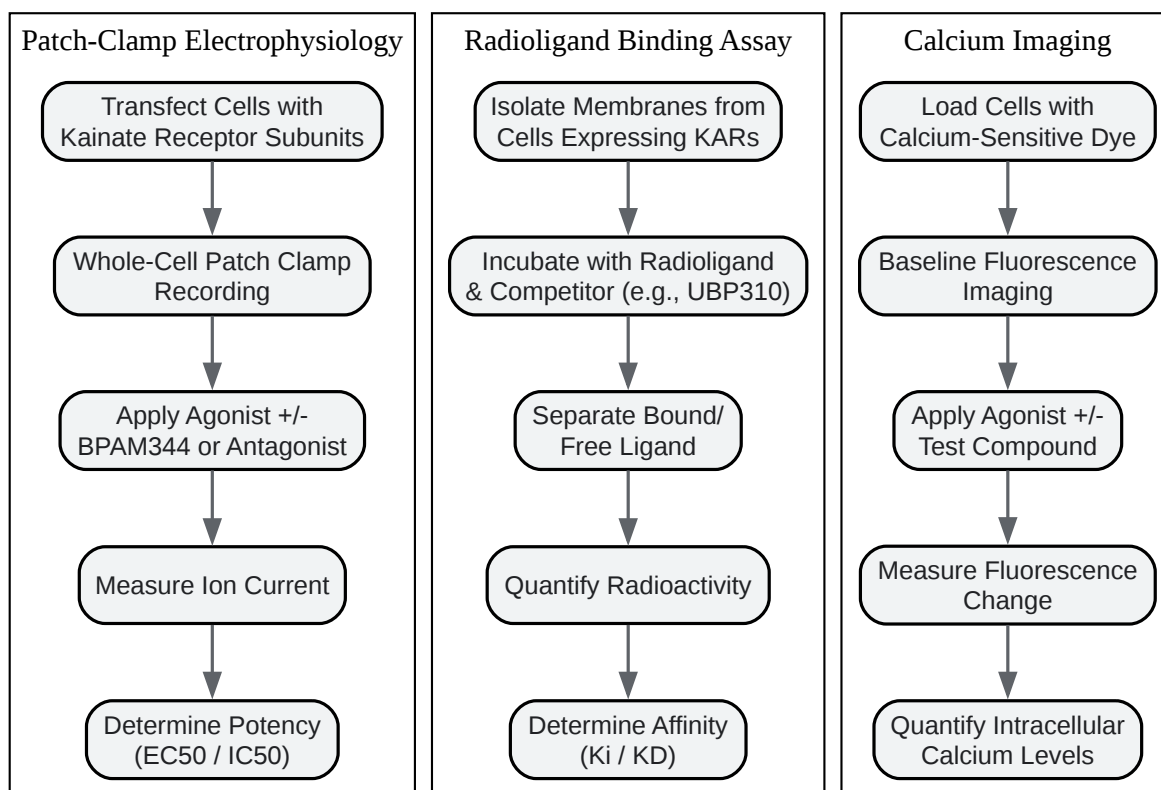 Patch-Clamp Electrophysiology
Transfect Cells with
Kainate Receptor Subunits
Whole-Cell Patch Clamp
Recording
Apply Agonist +/-
BPAM344 or Antagonist
Measure Ion Current
Determine Potency
(EC50 / IC50)
Radioligand Binding Assay
Isolate Membranes from
Cells Expressing KARs
Incubate with Radioligand
& Competitor (e.g., UBP310)
Separate Bound/
Free Ligand
Quantify Radioactivity
Determine Affinity
(Ki / KD)
Calcium Imaging
Load Cells with
Calcium-Sensitive Dye
Baseline Fluorescence
Imaging
Apply Agonist +/-
Test Compound
Measure Fluorescence
Change
Quantify Intracellular
Calcium Levels